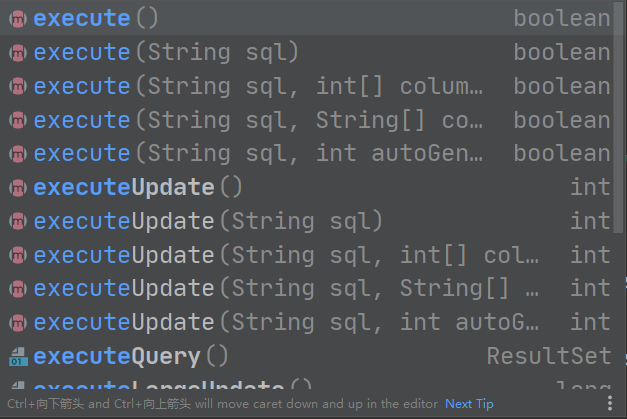 execute() boolean
execute(String sql) boolean
execute(String sql, int[] colum… boolean
execute(String sql, String[] co… boolean
execute(String sql, int autoGen… boolean
executeUpdate() int
executeUpdate(String sql) int
executeUpdate(String sql, int[] col… int
executeUpdate(String sql, String[] … int
executeUpdate(String sql, int autoG… int
executeQuery() ResultSet
executeLargeUpdate() long
Ctrl+向下箭头 and Ctrl+向上箭头 will move caret down and up in the editor Next Tip